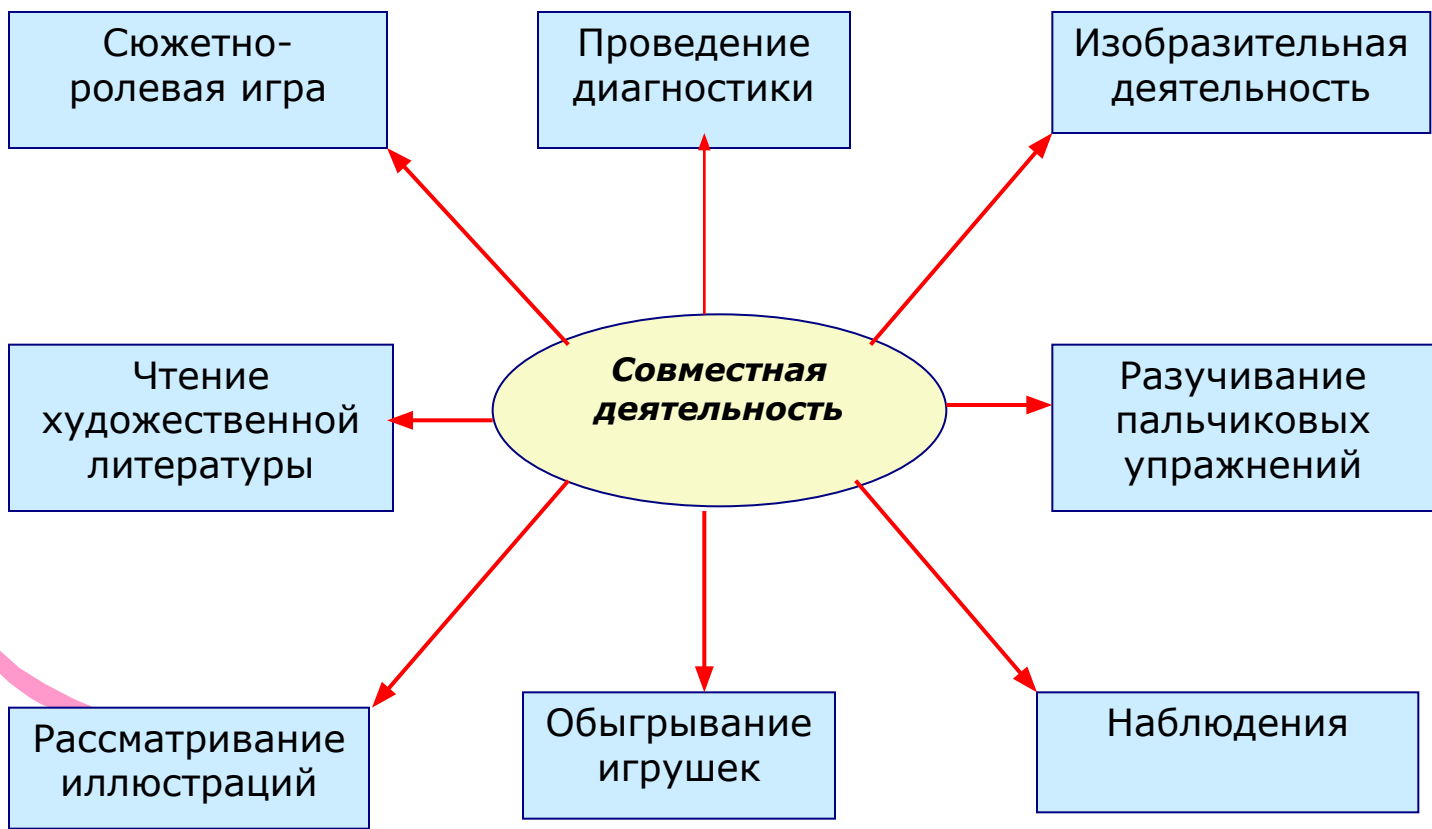 Сюжетно-
ролевая игра
Проведение
диагностики
Изобразительная
деятельность
Чтение
художественной
литературы
Совместная
деятельность
Разучивание
пальчиковых
упражнений
Рассматривание
иллюстраций
Обыгрывание
игрушек
Наблюдения